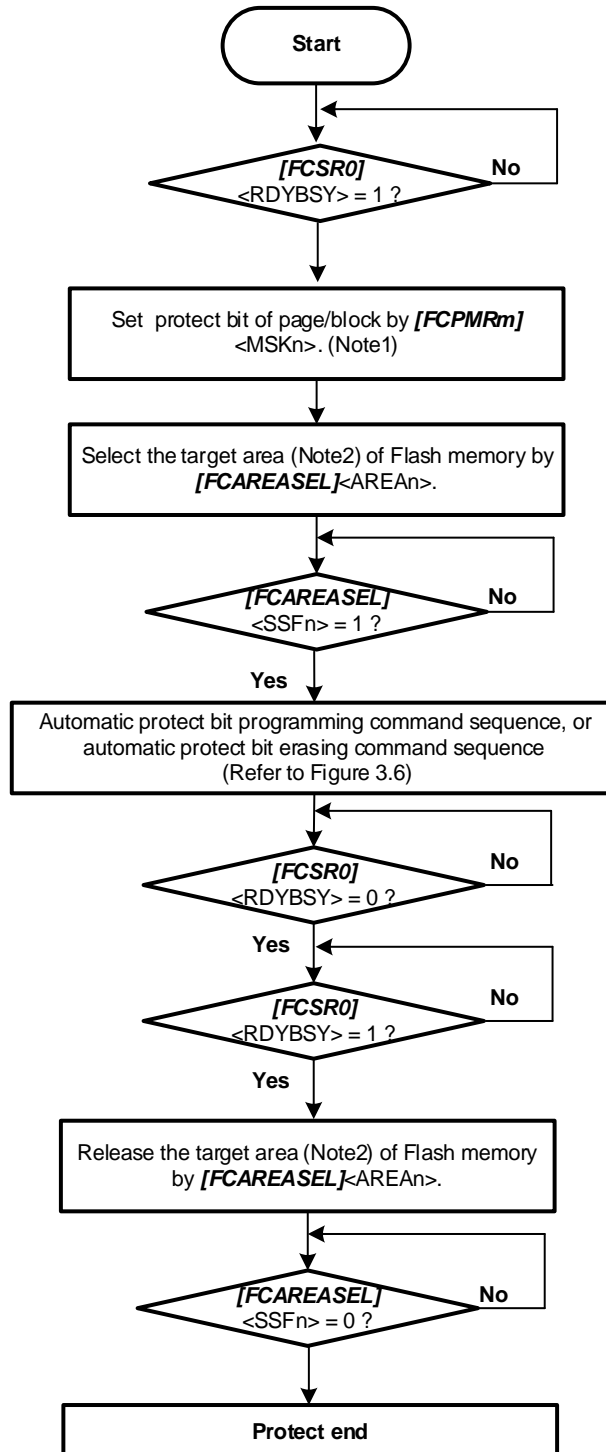 Start
[FCSR0]
<RDYBSY> = 1 ?
No
Set protect bit of page/block by [FCPMRm]
<MSKn>. (Note1)
Select the target area (Note2) of Flash memory by
[FCAREASEL]<AREAn>.
[FCAREASEL]
<SSFn> = 1 ?
No
Yes
Automatic protect bit programming command sequence, or
automatic protect bit erasing command sequence
(Refer to Figure 3.6)
[FCSR0]
<RDYBSY> = 0 ?
No
Yes
[FCSR0]
<RDYBSY> = 1 ?
No
Yes
Release the target area (Note2) of Flash memory
by [FCAREASEL]<AREAn>.
[FCAREASEL]
<SSFn> = 0 ?
No
Protect end